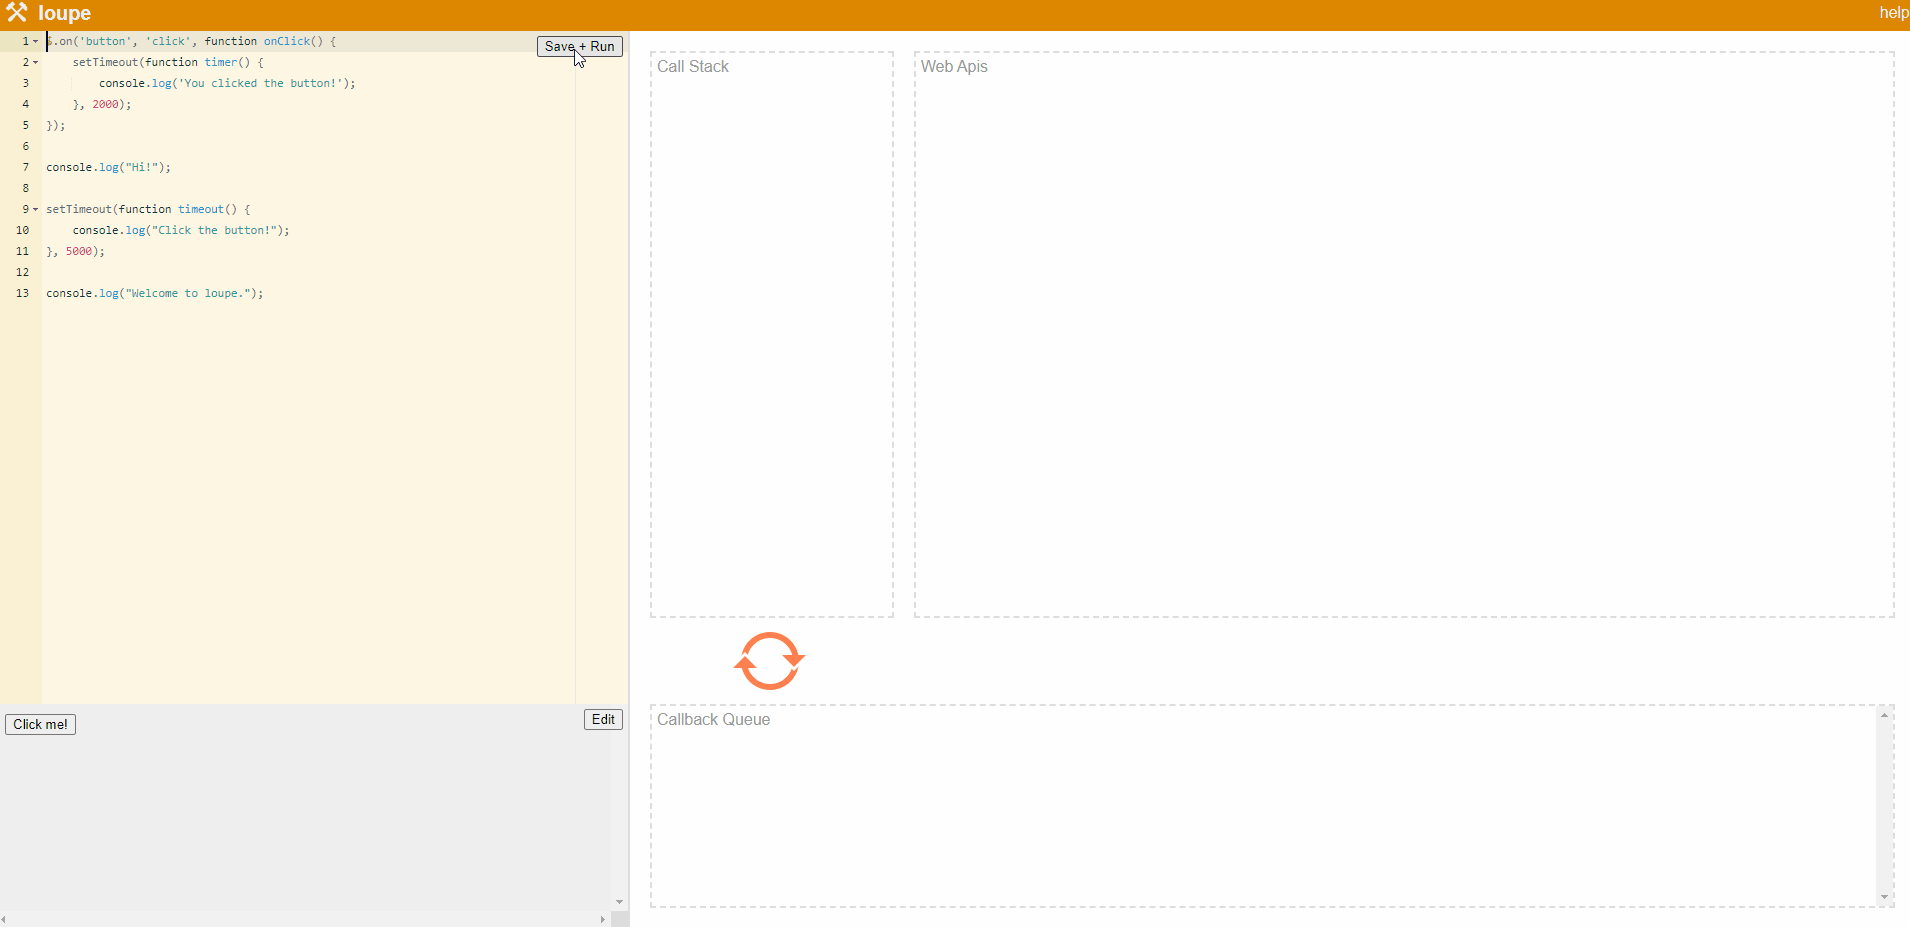 loupe
help
1 $.on('button', 'click', function onClick() {
Save + Run
2 setTimeout(function timer() {
3 console.log('You clicked the button!');
4 }, 2000);
5 });
6
7 console.log("Hi!");
8
9 setTimeout(function timeout() {
10 console.log("Click the button!");
11 }, 5000);
12
13 console.log("Welcome to loupe.");
Call Stack
Web Apis
Click me!
Edit
Callback Queue